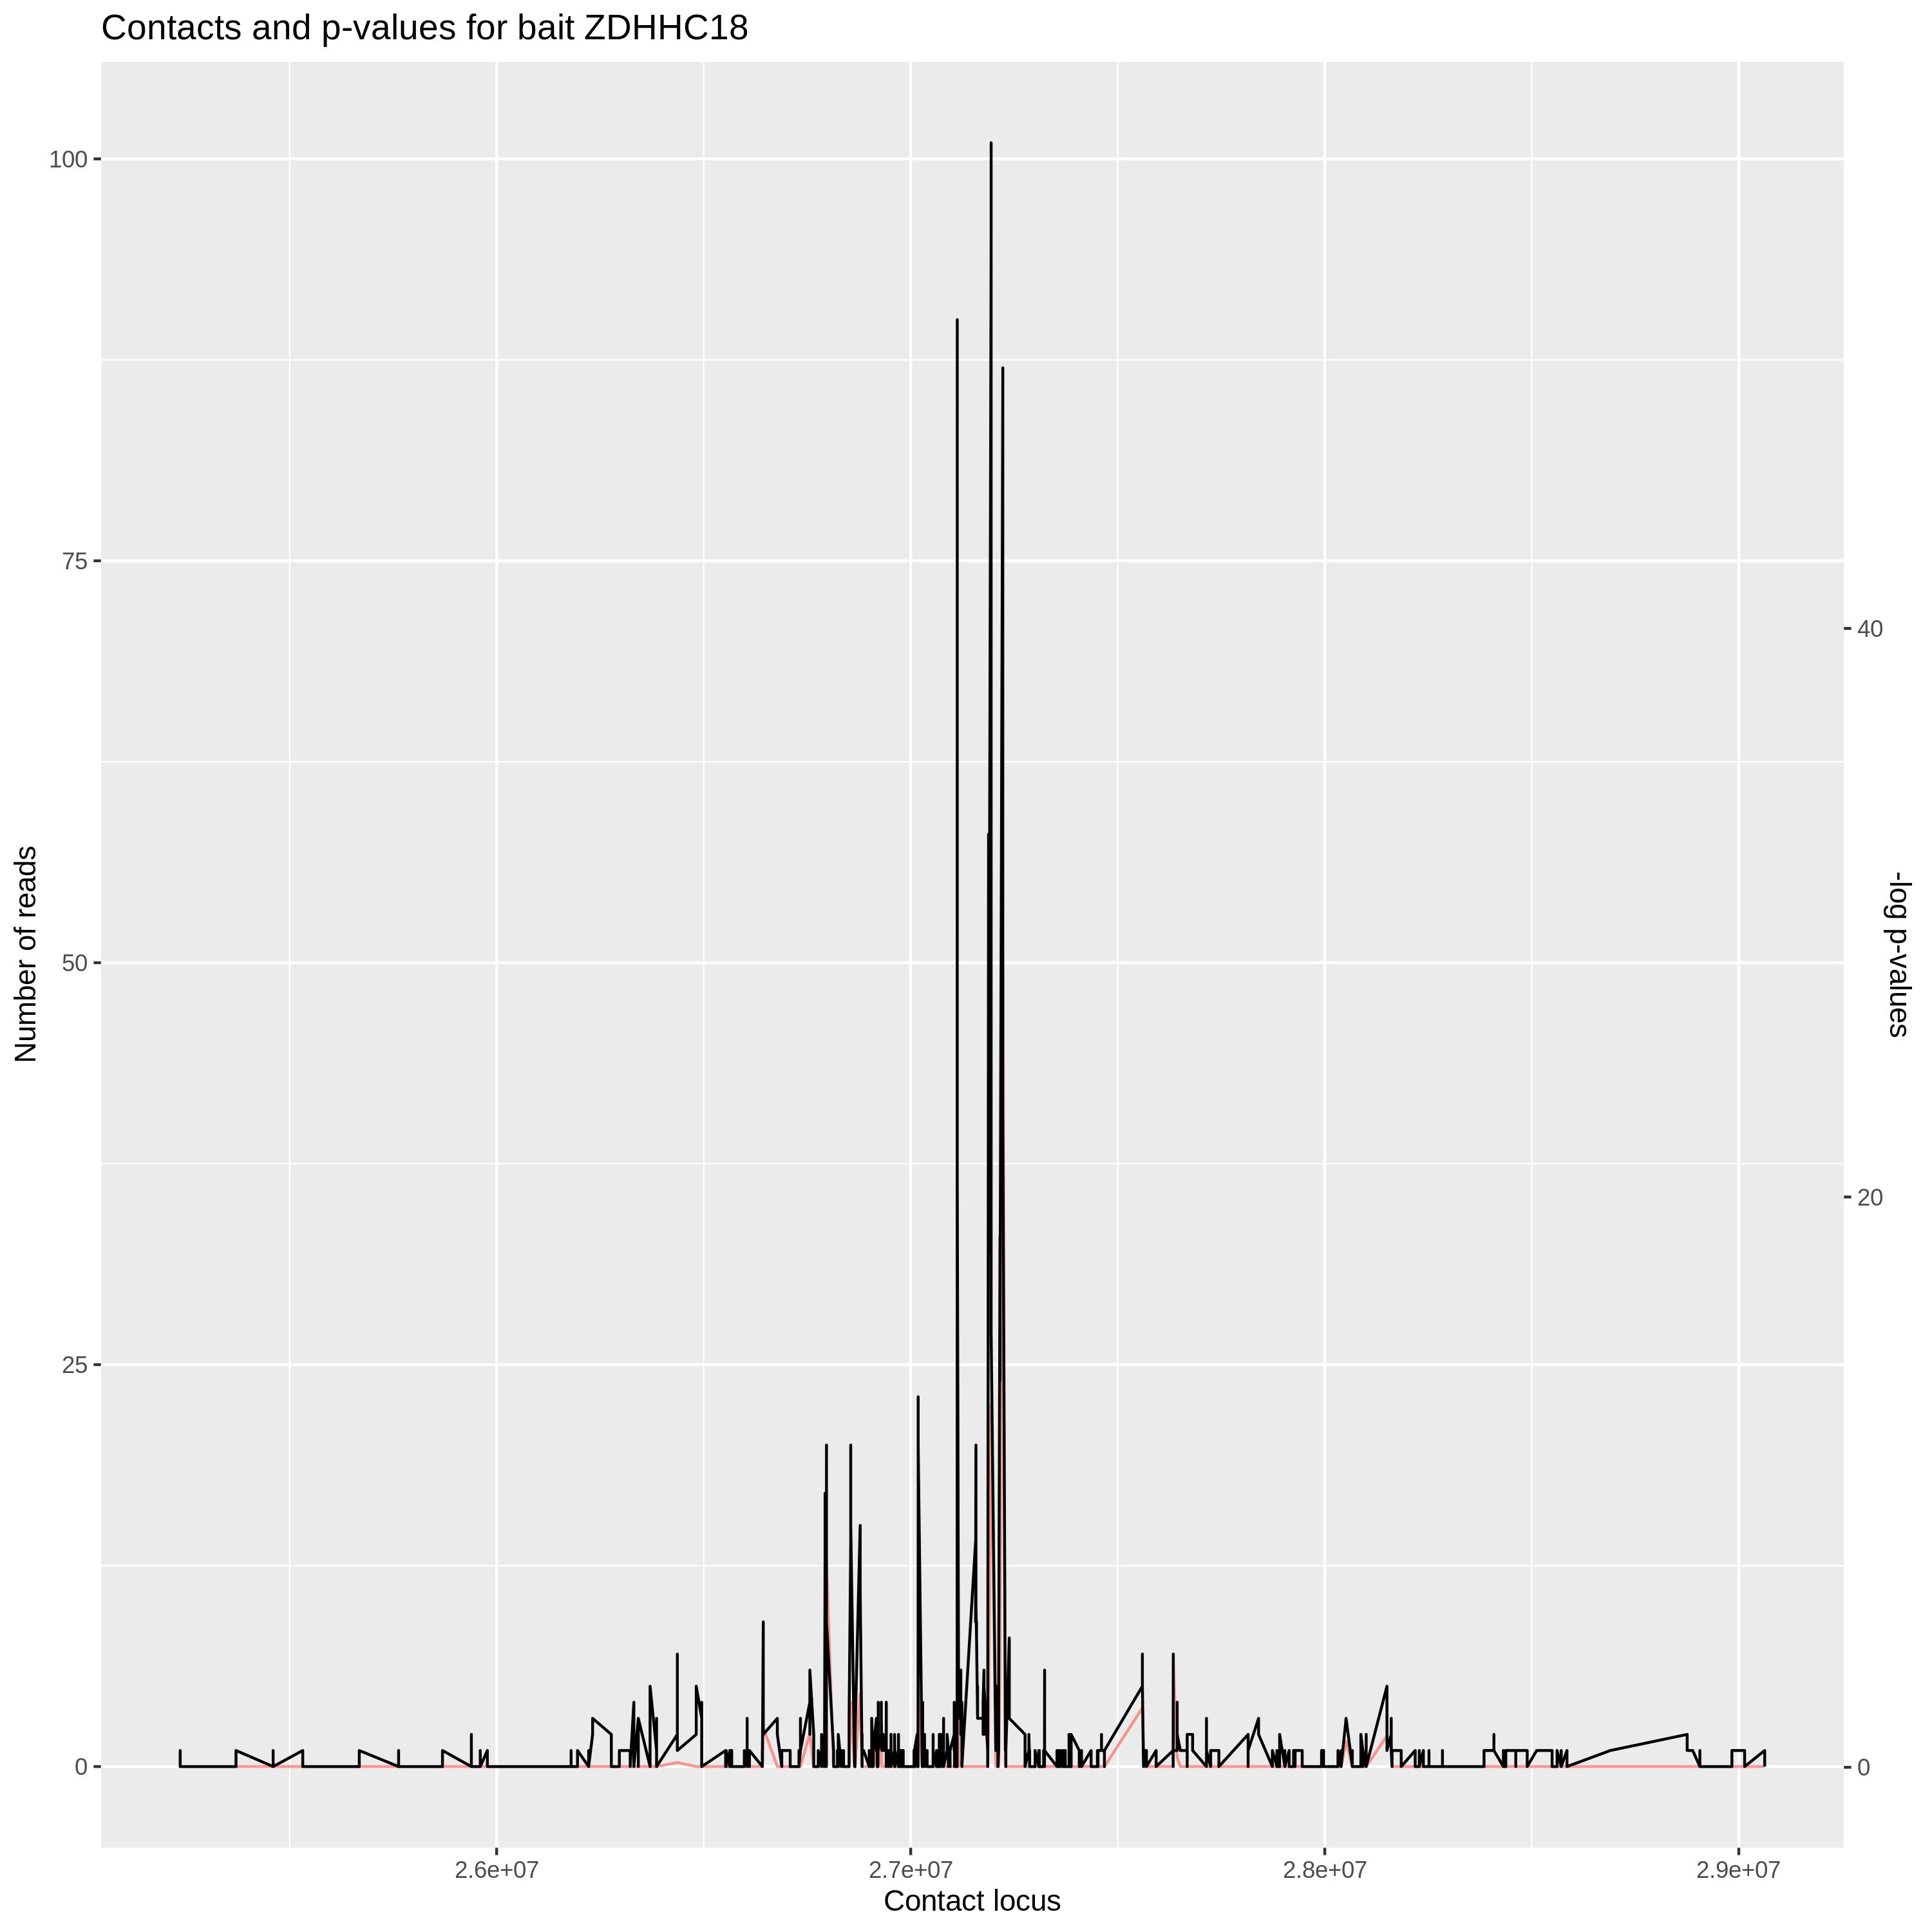 Contacts and p-values for bait ZDHHC18
100
75
50
25
0
Number of reads
40
20
0
-log p-values
2.6e+07
2.7e+07
2.8e+07
2.9e+07
Contact locus